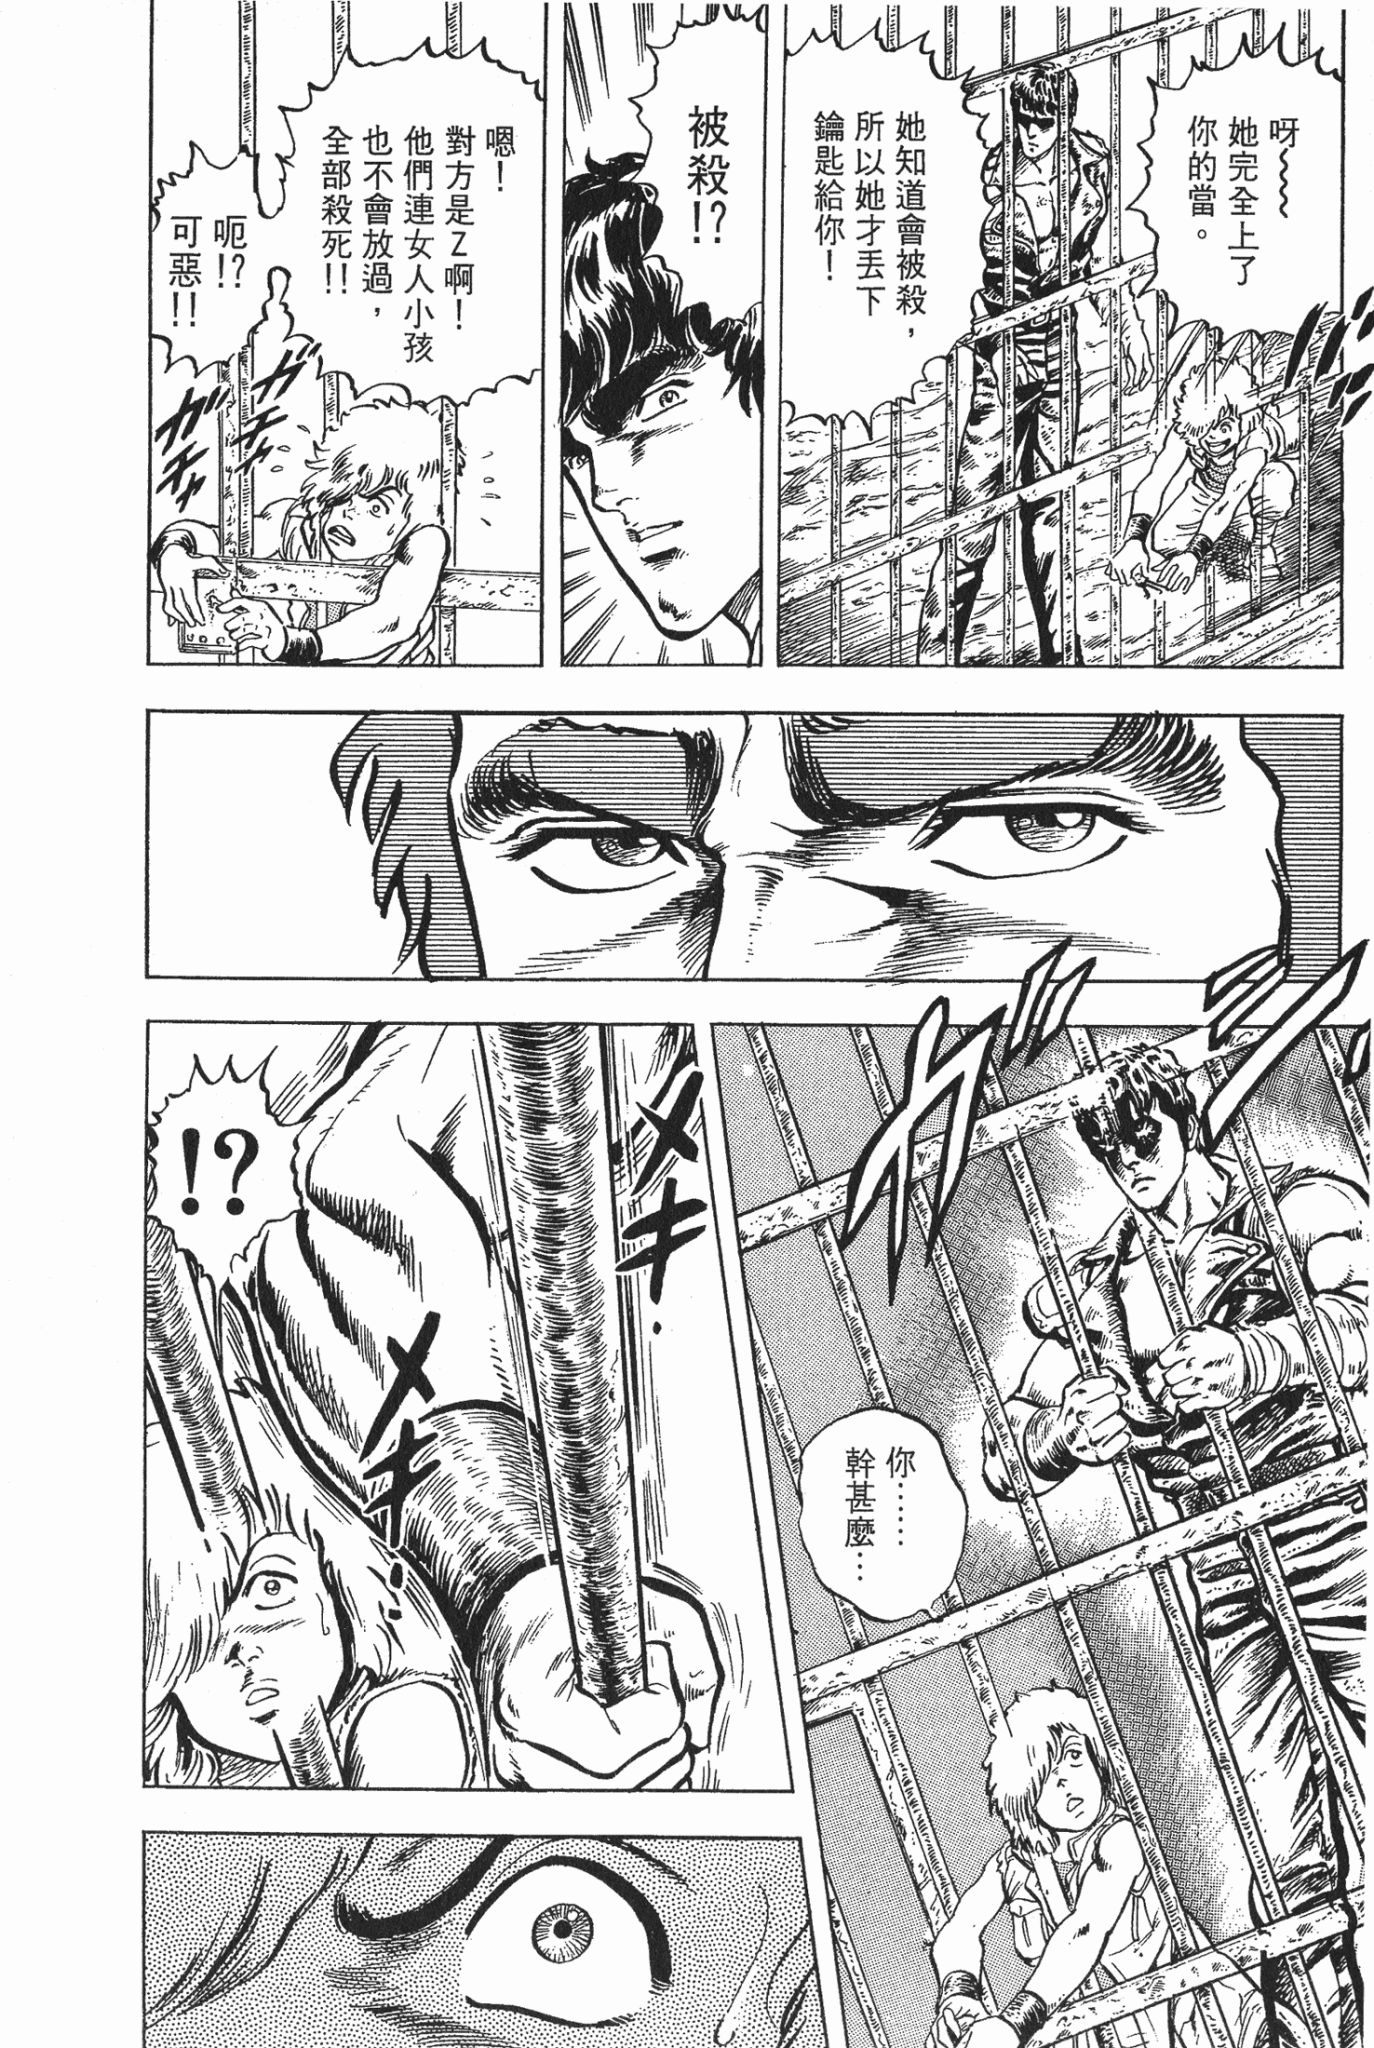 呀～～～
她完全上了
你的當。
她知道會被殺，
所以她才丟下
鑰匙給你！
被殺!?
嗯！
對方是Z啊！
他們連女人小孩
也不會放過，
全部殺死!!
呃!?
可惡!!
ガチャ
ガチャ
ガガッ
你……
幹甚麼…
メキ
メキ
!?